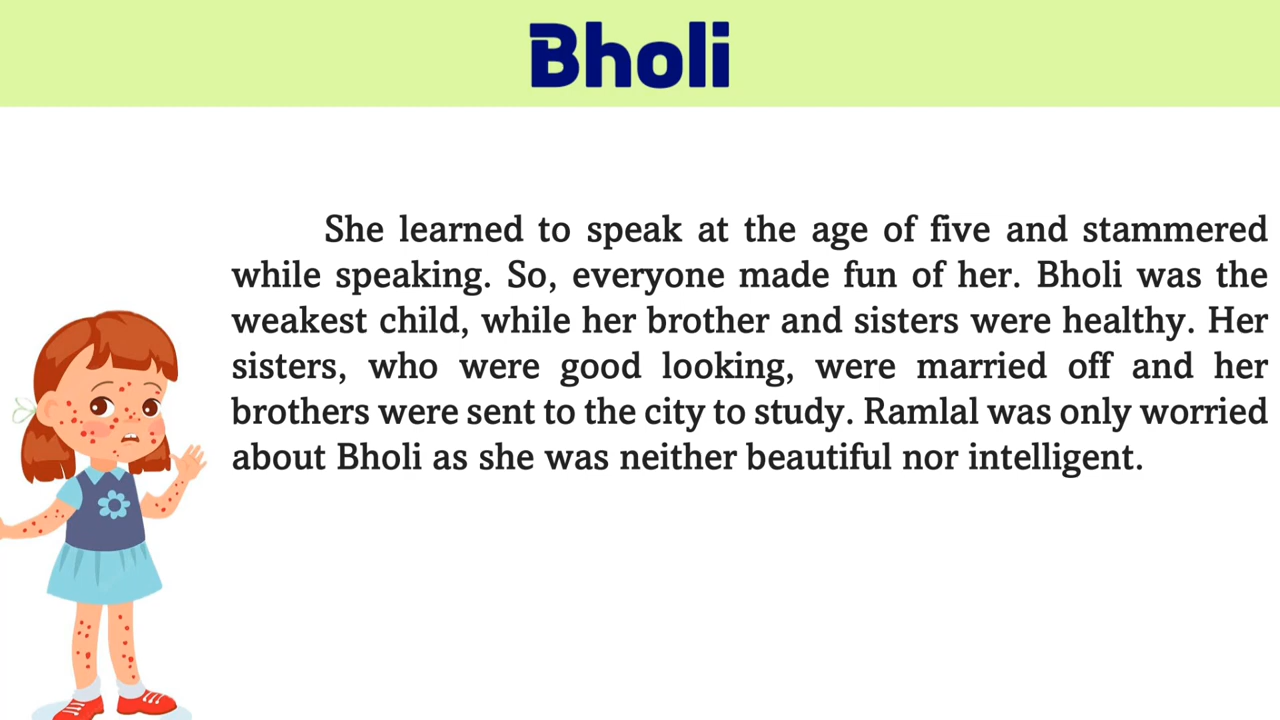 Bholi
She learned to speak at the age of five and stammered
while speaking. So, everyone made fun of her. Bholi was the
weakest child, while her brother and sisters were healthy. Her
sisters, who were good looking, were married off and her
brothers were sent to the city to study. Ramlal was only worried
about Bholi as she was neither beautiful nor intelligent.